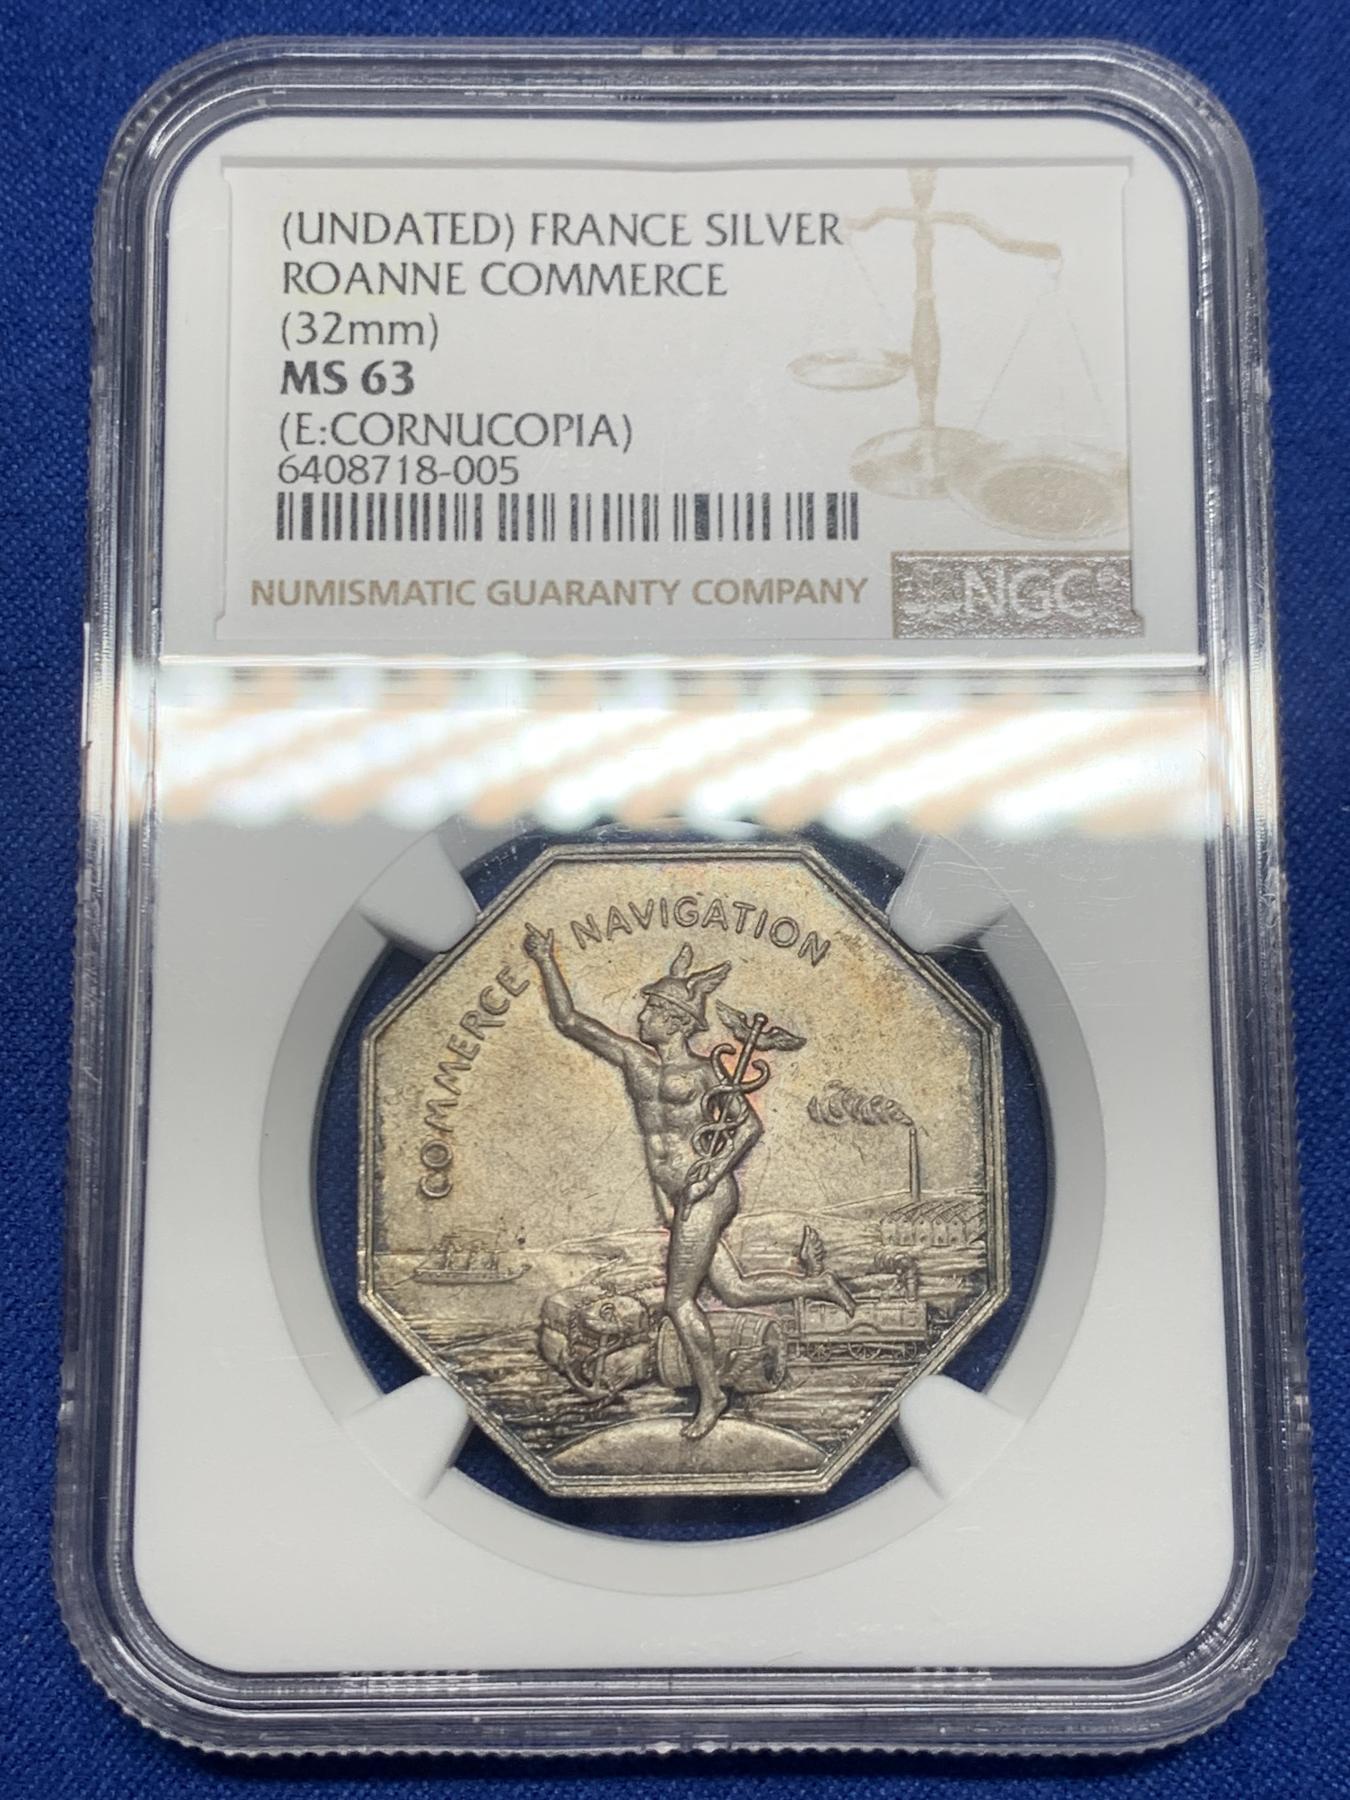 (UNDATED) FRANCE SILVER
ROANNE COMMERCE
(32mm)
MS 63
(E:CORNUCOPIA)
6408718-005
NUMISMATIC GUARANTY COMPANY
NGC
COMMERCE NAVIGATION